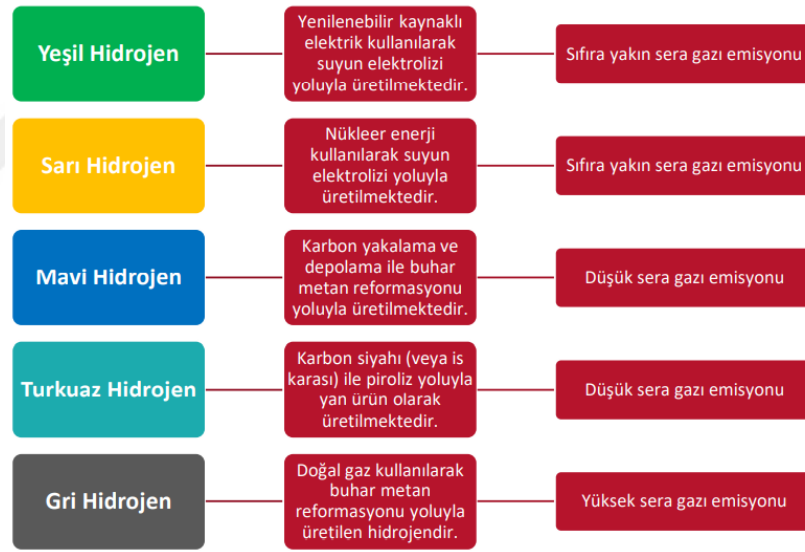 Yeşil Hidrojen
Yenilenebilir kaynaklı
elektrik kullanılarak
suyun elektrolizi
yoluyla üretilmektedir.
Sıfıra yakın sera gazı emisyonu
Sarı Hidrojen
Nükleer enerji
kullanılarak suyun
elektrolizi yoluyla
üretilmektedir.
Sıfıra yakın sera gazı emisyonu
Mavi Hidrojen
Karbon yakalama ve
depolama ile buhar
metan reformasyonu
yoluyla üretilmektedir.
Düşük sera gazı emisyonu
Turkuaz Hidrojen
Karbon siyahı (veya is
karası) ile piroliz yoluyla
yan ürün olarak
üretilmektedir.
Düşük sera gazı emisyonu
Gri Hidrojen
Doğal gaz kullanılarak
buhar metan
reformasyonu yoluyla
üretilen hidrojendir.
Yüksek sera gazı emisyonu